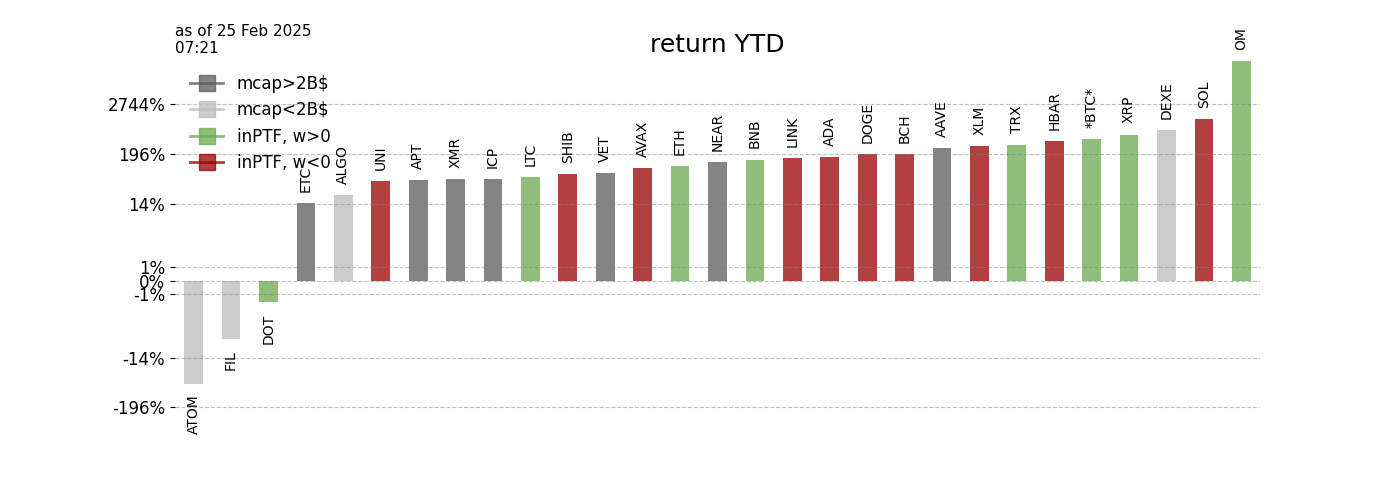 as of 25 Feb 2025
07:21
return YTD
mcap>2B$
mcap<2B$
inPTF, w>0
inPTF, w<0
2744%
196%
14%
1%
0%
-1%
-14%
-196%
ATOM
FIL
DOT
ETC
ALGO
UNI
APT
XMR
ICP
LTC
SHIB
VET
AVAX
ETH
NEAR
BNB
LINK
ADA
DOGE
BCH
AAVE
XLM
TRX
HBAR
*BTC*
XRP
DEXE
SOL
OM